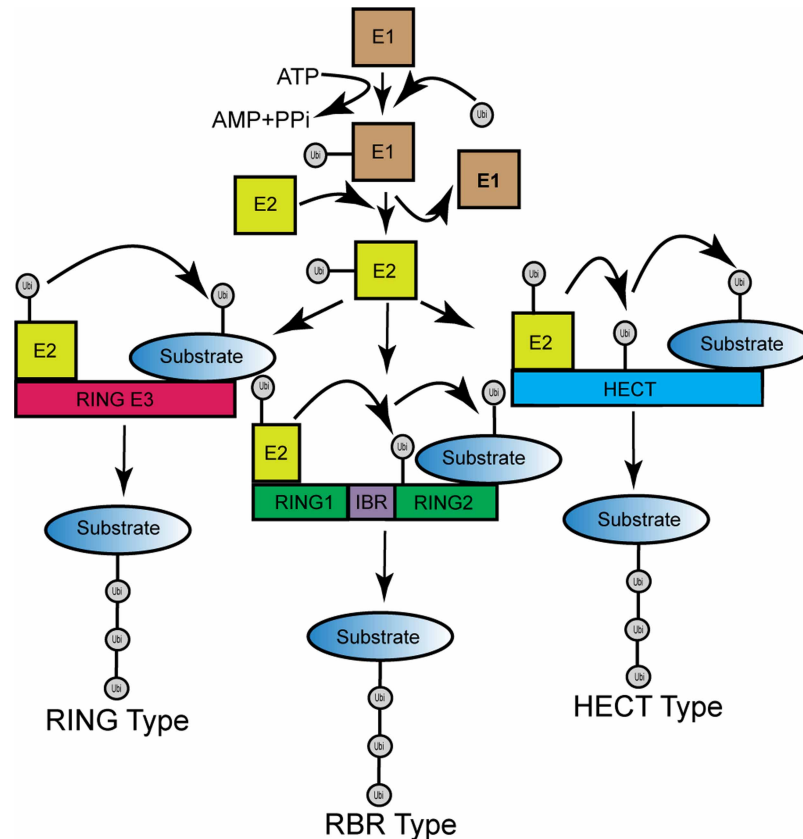 E1
ATP
Ubi
AMP+PPi
Ubi
E1
E1
E2
Ubi
E2
Ubi
Ubi
E2
Substrate
RING E3
Ubi
Ubi
Ubi
E2
Substrate
HECT
Ubi
Ubi
Ubi
E2
Substrate
RING1
IBR
RING2
Substrate
Ubi
Ubi
Ubi
RING Type
Substrate
Ubi
Ubi
Ubi
HECT Type
Substrate
Ubi
Ubi
Ubi
RBR Type